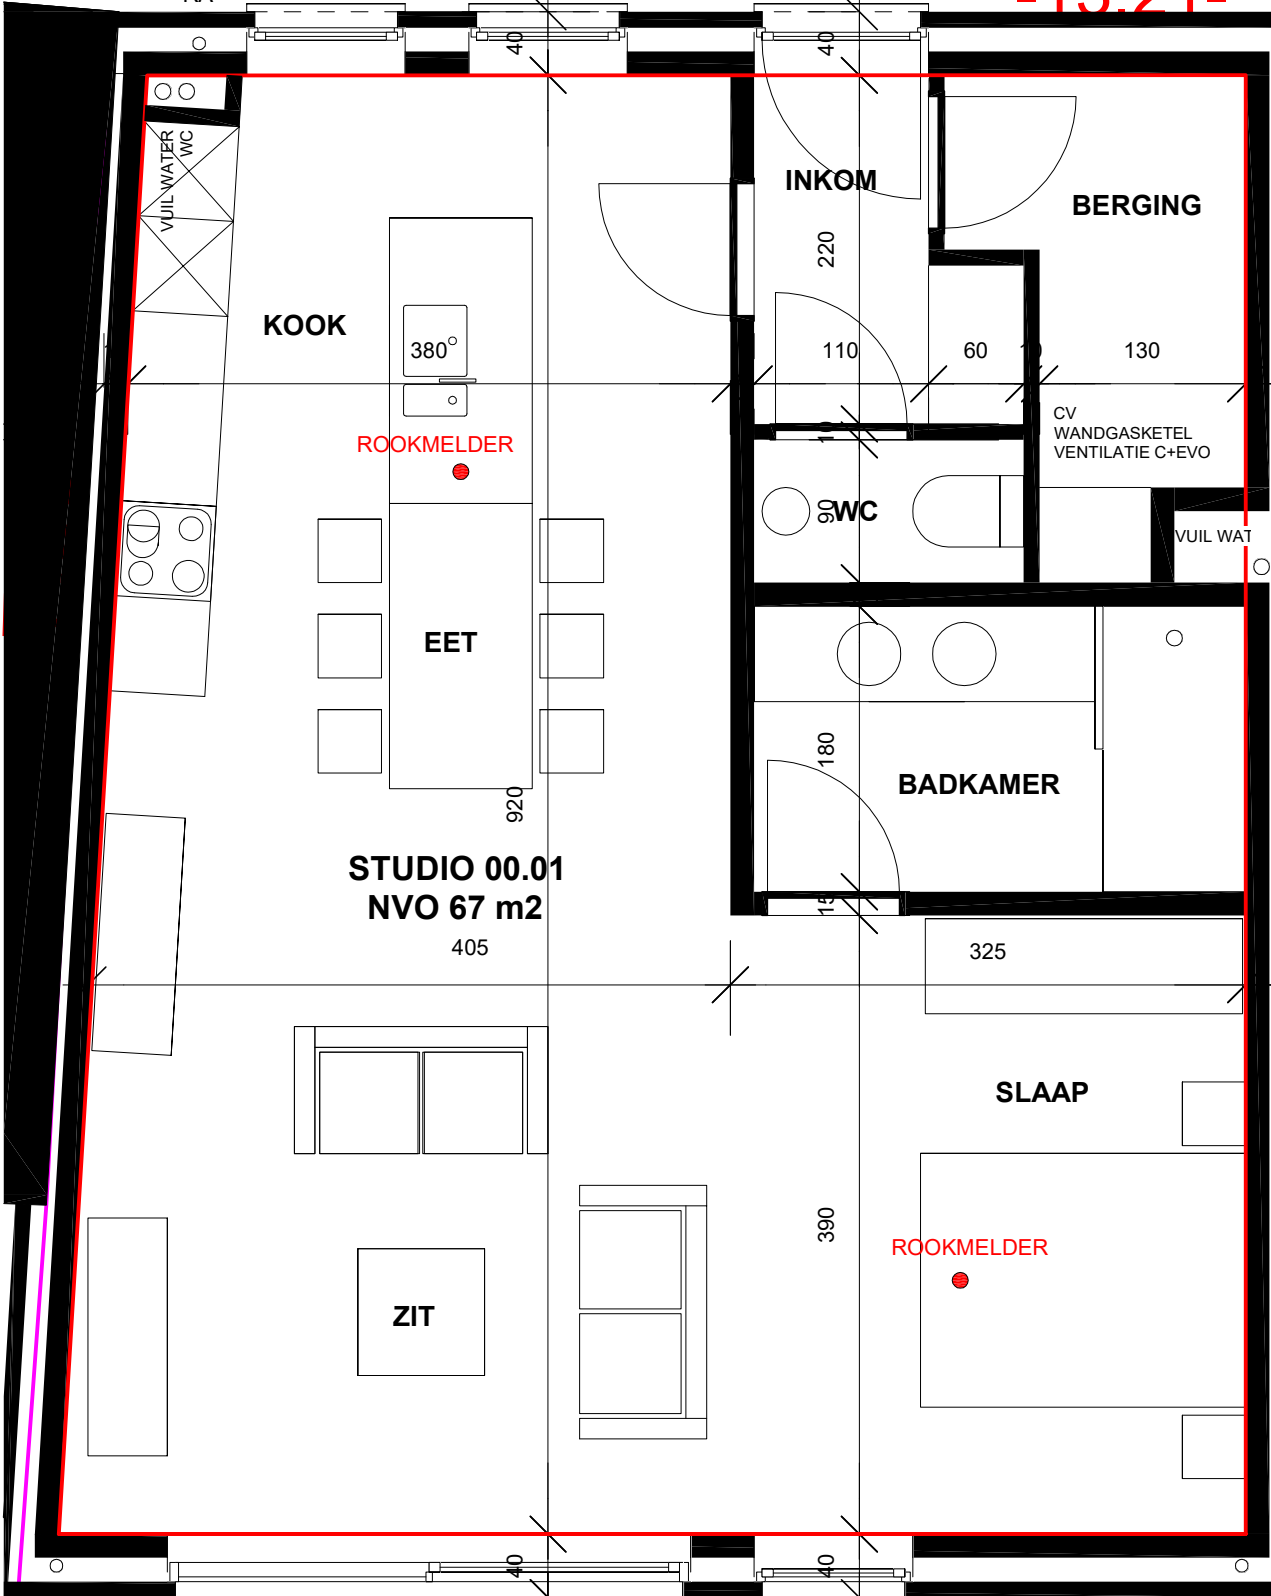 40
40
VUIL WATER
WC
INKOM
BERGING
220
KOOK
380
110
60
130
CV
WANDGASKETEL
VENTILATIE C+EVO
ROOKMELDER
10
90
WC
VUIL WAT
EET
180
BADKAMER
920
STUDIO 00.01
NVO 67 m2
405
15
325
SLAAP
390
ROOKMELDER
ZIT
40
40